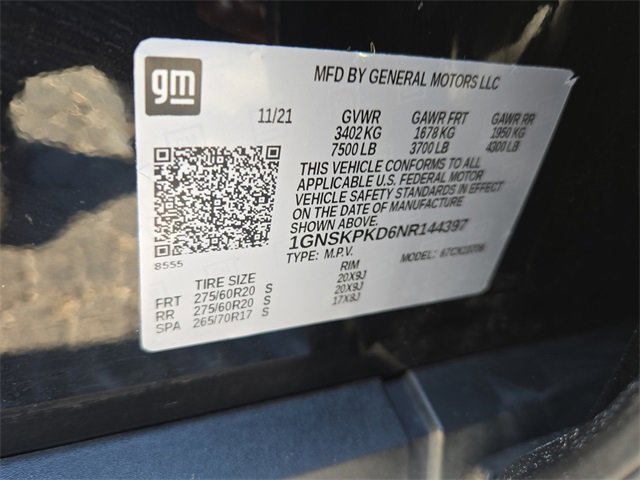 gm
MFD BY GENERAL MOTORS LLC
11/21 GVWR GAWR FRT GAWR RR
3402 KG 1678 KG 1950 KG
7500 LB 3700 LB 4300 LB
THIS VEHICLE CONFORMS TO ALL
APPLICABLE U.S. FEDERAL MOTOR
VEHICLE SAFETY STANDARDS IN EFFECT
ON THE DATE OF MANUFACTURE
SHOWN ABOVE.
1GNSKPKD6NR144397
TYPE: M.P.V. MODEL:
8555
TIRE SIZE RIM
FRT 275/60R20 S 20X9J
RR 275/60R20 S 20X9J
SPA 265/70R17 S 17X8J